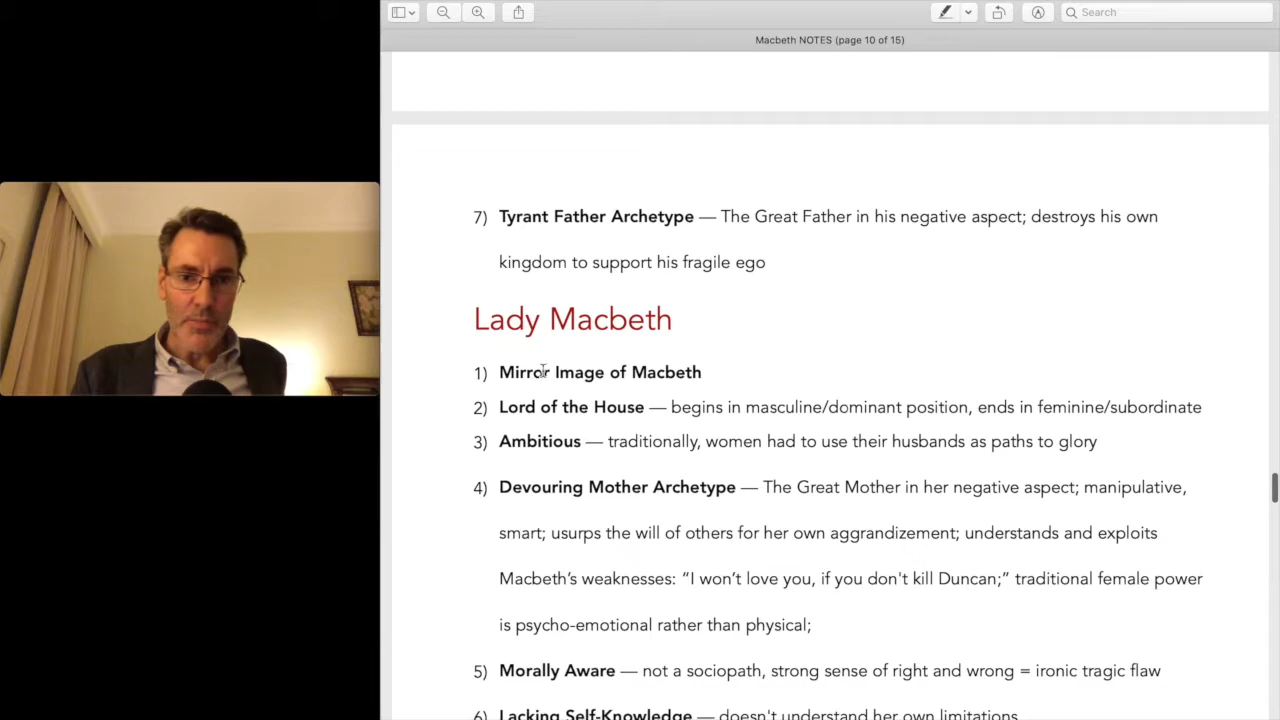 Search
Macbeth NOTES (page 10 of 15)
7) Tyrant Father Archetype — The Great Father in his negative aspect; destroys his own
kingdom to support his fragile ego
Lady Macbeth
1) Mirror Image of Macbeth
2) Lord of the House — begins in masculine/dominant position, ends in feminine/subordinate
3) Ambitious — traditionally, women had to use their husbands as paths to glory
4) Devouring Mother Archetype — The Great Mother in her negative aspect; manipulative,
smart; usurps the will of others for her own aggrandizement; understands and exploits
Macbeth’s weaknesses: “I won’t love you, if you don't kill Duncan;” traditional female power
is psycho-emotional rather than physical;
5) Morally Aware — not a sociopath, strong sense of right and wrong = ironic tragic flaw
6) Lacking Self-Knowledge — doesn't understand her own limitations